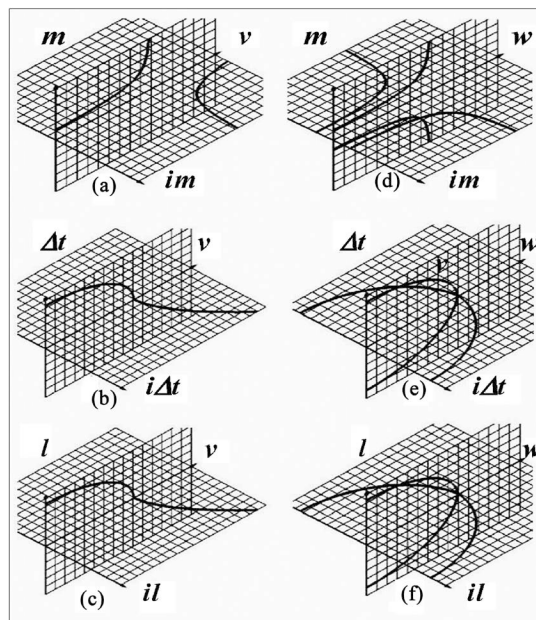 m v m w
im (a) im (d)
Δt v Δt w
iΔt (b) iΔt (e)
l v l w
il (c) il (f)